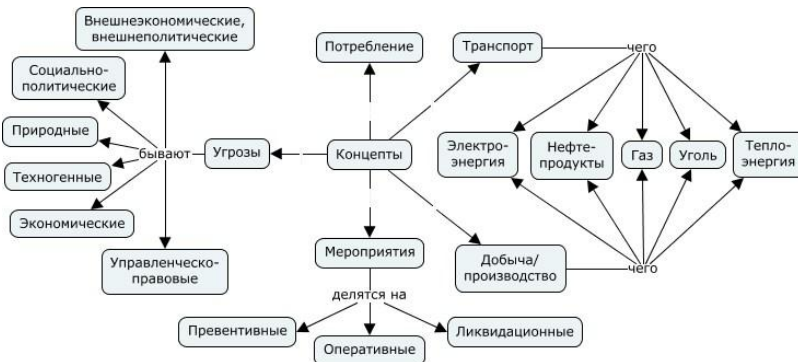 Внешнеэкономические,
внешнеполитические
Социально-
политические
Природные
Техногенные
Экономические
Управленческо-
правовые
бывают
Угрозы
Концепты
Потребление
Транспорт
чего
Электро-
энергия
Нефте-
продукты
Газ
Уголь
Тепло-
энергия
Добыча/
производство
чего
Мероприятия
делятся на
Превентивные
Оперативные
Ликвидационные